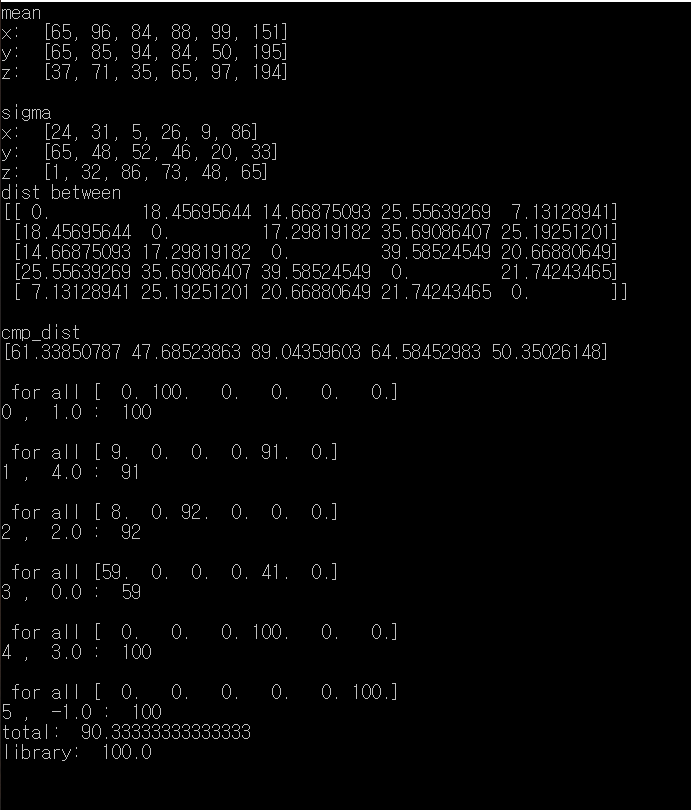 mean
x:  [65, 96, 84, 88, 99, 151]
y:  [65, 85, 94, 84, 50, 195]
z:  [37, 71, 35, 65, 97, 194]
sigma
x:  [24, 31, 5, 26, 9, 86]
y:  [65, 48, 52, 46, 20, 33]
z:  [1, 32, 86, 73, 48, 65]
dist between
[[ 0.         18.45695644 14.66875093 25.55639269  7.13128941]
 [18.45695644  0.         17.29819182 35.69086407 25.19251201]
 [14.66875093 17.29819182  0.         39.58524549 20.66880649]
 [25.55639269 35.69086407 39.58524549  0.         21.74243465]
 [ 7.13128941 25.19251201 20.66880649 21.74243465  0.        ]]
cmp_dist
[61.33850787 47.68523863 89.04359603 64.58452983 50.35026148]
 for all [  0. 100.   0.   0.   0.   0.]
0 ,  1.0 :  100
 for all [ 9.  0.  0.  0. 91.  0.]
1 ,  4.0 :  91
 for all [ 8.  0. 92.  0.  0.  0.]
2 ,  2.0 :  92
 for all [59.  0.  0.  0. 41.  0.]
3 ,  0.0 :  59
 for all [  0.   0.   0. 100.   0.   0.]
4 ,  3.0 :  100
 for all [  0.   0.   0.   0.   0. 100.]
5 ,  -1.0 :  100
total:  90.33333333333333
library:  100.0